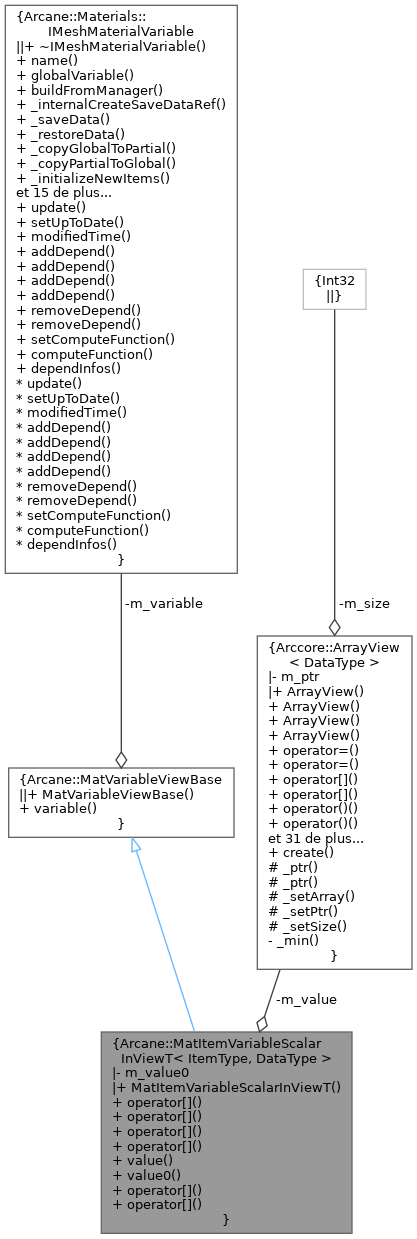 {Arcane::Materials::
IMeshMaterialVariable
||+ ~IMeshMaterialVariable()
+ name()
+ globalVariable()
+ buildFromManager()
+ _internalCreateSaveDataRef()
+ _saveData()
+ _restoreData()
+ _copyGlobalToPartial()
+ _copyPartialToGlobal()
+ _initializeNewItems()
et 15 de plus...
+ update()
+ setUpToDate()
+ modifiedTime()
+ addDepend()
+ addDepend()
+ addDepend()
+ addDepend()
+ removeDepend()
+ removeDepend()
+ setComputeFunction()
+ computeFunction()
+ dependInfos()
* update()
* setUpToDate()
* modifiedTime()
* addDepend()
* addDepend()
* addDepend()
* addDepend()
* removeDepend()
* removeDepend()
* setComputeFunction()
* computeFunction()
* dependInfos()
}
{Int32
||}
-m_variable
-m_size
{Arccore::ArrayView
< DataType >
|- m_ptr
|+ ArrayView()
+ ArrayView()
+ ArrayView()
+ ArrayView()
+ operator=()
+ operator=()
+ operator[]()
+ operator[]()
+ operator()()
+ operator()()
et 31 de plus...
+ create()
# _ptr()
# _ptr()
# _setArray()
# _setPtr()
# _setSize()
- _min()
}
{Arcane::MatVariableViewBase
||+ MatVariableViewBase()
+ variable()
}
-m_value
{Arcane::MatItemVariableScalar
InViewT< ItemType, DataType >
|- m_value0
|+ MatItemVariableScalarInViewT()
+ operator[]()
+ operator[]()
+ operator[]()
+ operator[]()
+ value()
+ value0()
+ operator[]()
+ operator[]()
}